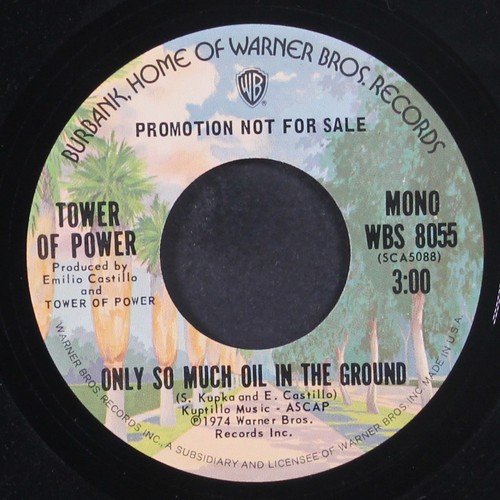 BURBANK, HOME OF WARNER BROS. RECORDS
WB
PROMOTION NOT FOR SALE
TOWER
OF POWER
Produced by
Emilio Castillo
and
TOWER OF POWER
MONO
WBS 8055
(SCA5088)
3:00
ONLY SO MUCH OIL IN THE GROUND
(S. Kupka and E. Castillo)
Kuptillo Music - ASCAP
℗1974 Warner Bros.
Records Inc.
WARNER BROS. RECORDS INC., A SUBSIDIARY AND LICENSEE OF WARNER BROS. INC. MADE IN U.S.A.